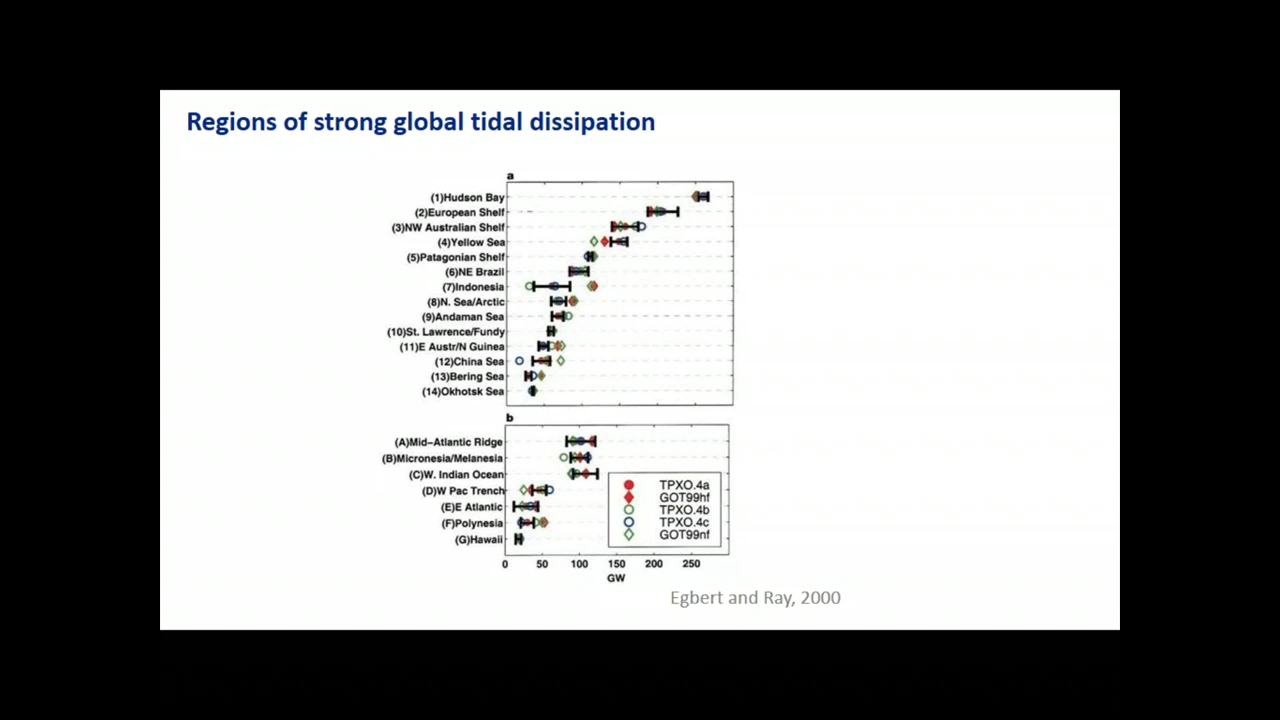 Regions of strong global tidal dissipation
a
(1)Hudson Bay
(2)European Shelf
(3)NW Australian Shelf
(4)Yellow Sea
(5)Patagonian Shelf
(6)NE Brazil
(7)Indonesia
(8)N. Sea/Arctic
(9)Andaman Sea
(10)St. Lawrence/Fundy
(11)E Austr/N Guinea
(12)China Sea
(13)Bering Sea
(14)Okhotsk Sea
b
(A)Mid-Atlantic Ridge
(B)Micronesia/Melanesia
(C)W. Indian Ocean
(D)W Pac Trench
(E)E Atlantic
(F)Polynesia
(G)Hawaii
TPXO.4a
GOT99hf
TPXO.4b
TPXO.4c
GOT99nf
0 50 100 150 200 250
GW
Egbert and Ray, 2000